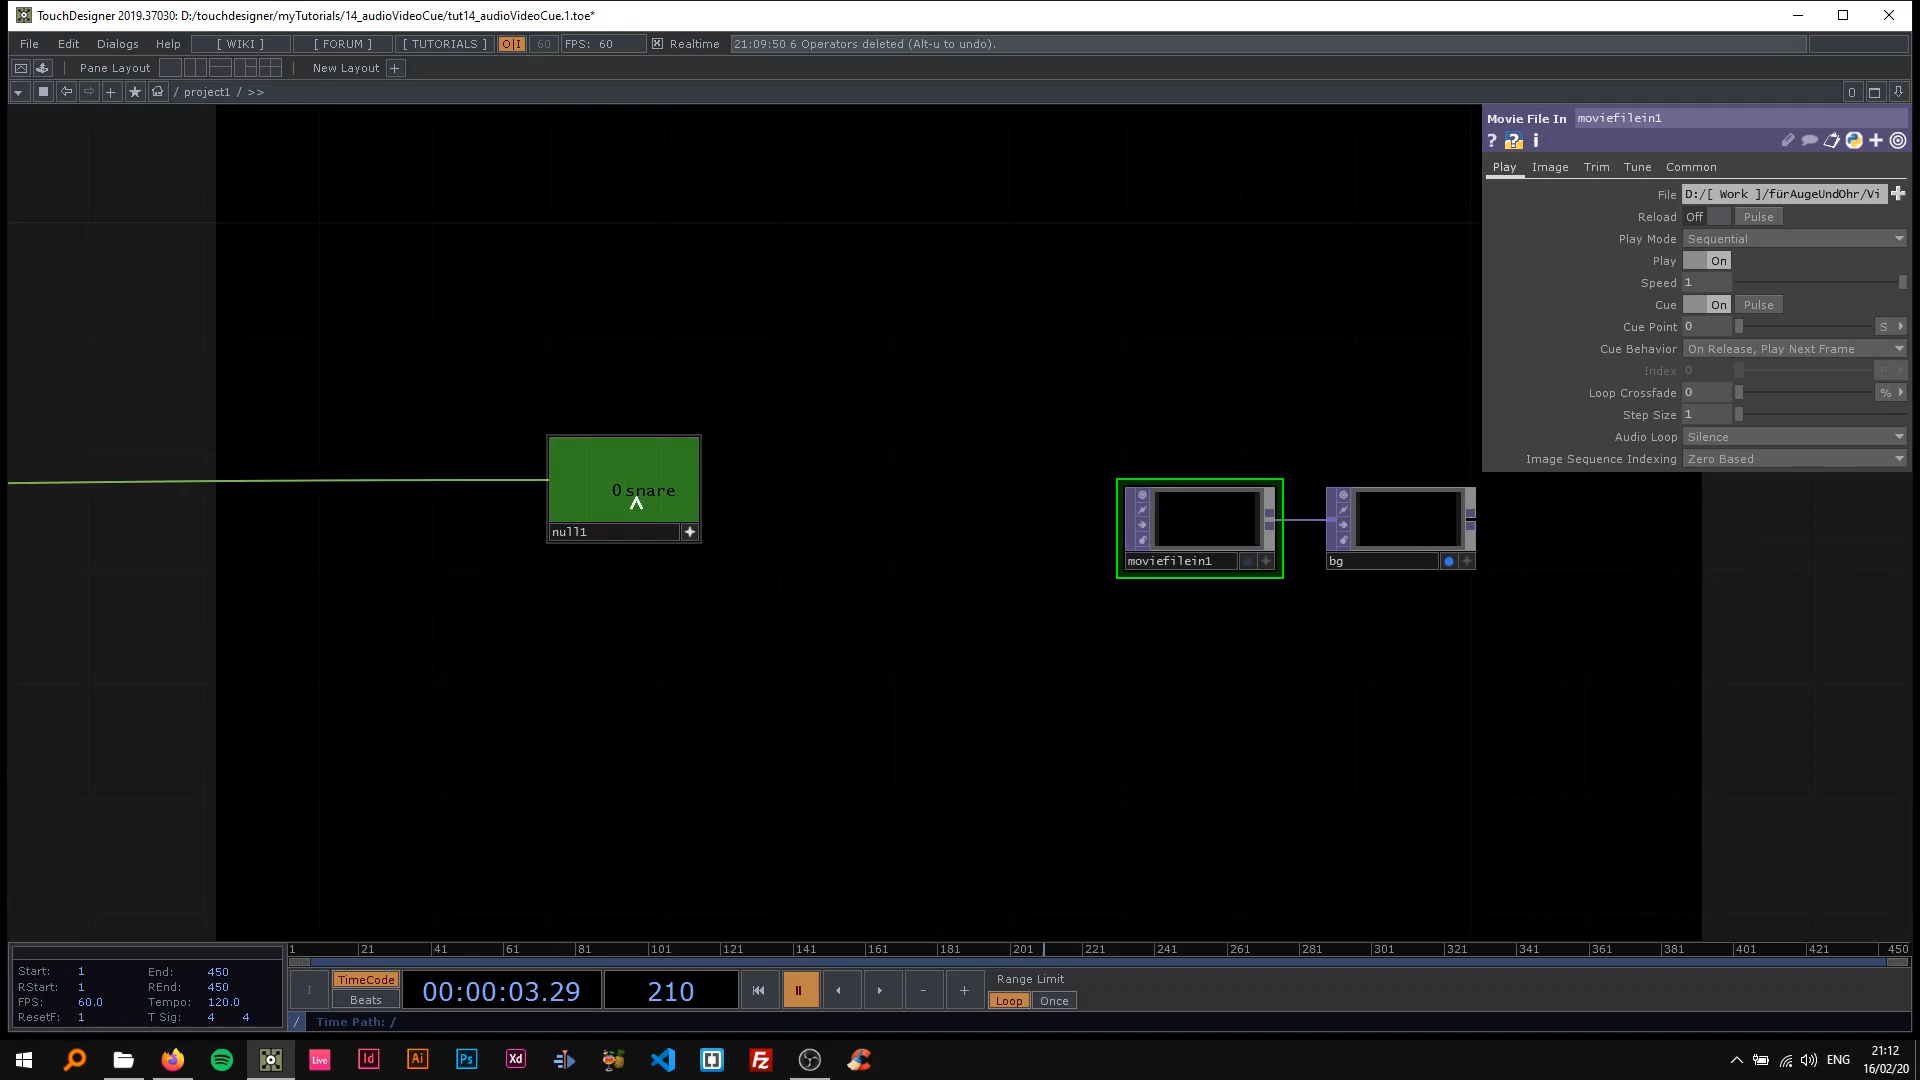 TouchDesigner 2019.37030: D:/touchdesigner/myTutorials/14_audioVideoCue/tut14_audioVideoCue.1.toe*
File Edit Dialogs Help [ WIKI ] [ FORUM ] [ TUTORIALS ] O|I 60 FPS: 60 Realtime 21:09:50 6 Operators deleted (Alt-u to undo).
Pane Layout New Layout +
/ project1 / >>
0
Movie File In moviefilein1
? ? i
Play Image Trim Tune Common
File D:/[ Work ]/fürAugeUndOhr/Vi
Reload Off Pulse
Play Mode Sequential
Play On
Speed 1
Cue On Pulse
Cue Point 0 S
Cue Behavior On Release, Play Next Frame
Index 0 F
Loop Crossfade 0 %
Step Size 1
Audio Loop Silence
Image Sequence Indexing Zero Based
0 snare
null1
moviefilein1
bg
1 21 41 61 81 101 121 141 161 181 201 221 241 261 281 301 321 341 361 381 401 421 450
Start: 1 End: 450
RStart: 1 REnd: 450
FPS: 60.0 Tempo: 120.0
ResetF: 1 T Sig: 4 4
TimeCode
Beats
00:00:03.29
210
Range Limit
Loop Once
/ Time Path: /
Live Id Ai Ps Xd Fz
ENG
21:12
16/02/20